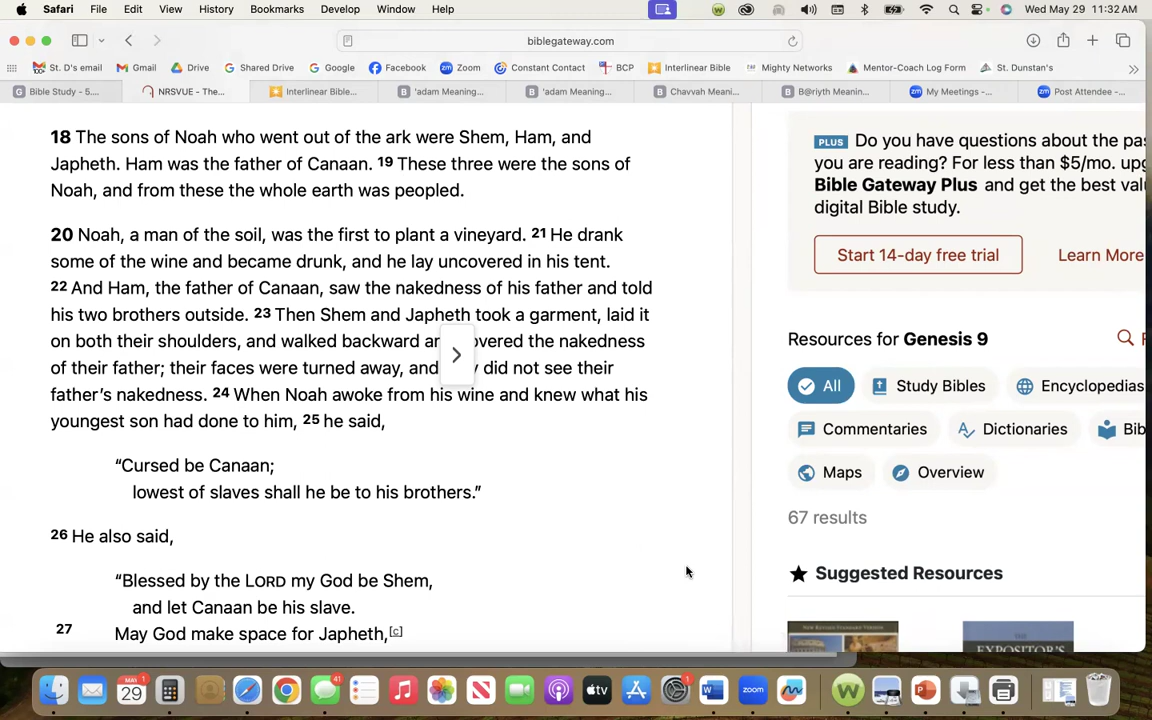 Safari File Edit View History Bookmarks Develop Window Help Wed May 29 11:32 AM
biblegateway.com
St. D's email Gmail Drive Shared Drive Google Facebook Zoom Constant Contact BCP Interlinear Bible Mighty Networks Mentor-Coach Log Form St. Dunstan's
Bible Study - 5.... NRSVUE - The... Interlinear Bible... 'adam Meaning... 'adam Meaning... Chavvah Meani... B@riyth Meanin... My Meetings -... Post Attendee -...
18 The sons of Noah who went out of the ark were Shem, Ham, and
Japheth. Ham was the father of Canaan. 19 These three were the sons of
Noah, and from these the whole earth was peopled.
20 Noah, a man of the soil, was the first to plant a vineyard. 21 He drank
some of the wine and became drunk, and he lay uncovered in his tent.
22 And Ham, the father of Canaan, saw the nakedness of his father and told
his two brothers outside. 23 Then Shem and Japheth took a garment, laid it
on both their shoulders, and walked backward and covered the nakedness
of their father; their faces were turned away, and they did not see their
father's nakedness. 24 When Noah awoke from his wine and knew what his
youngest son had done to him, 25 he said,
"Cursed be Canaan;
lowest of slaves shall he be to his brothers."
26 He also said,
"Blessed by the LORD my God be Shem,
and let Canaan be his slave.
27 May God make space for Japheth,[c]
PLUS Do you have questions about the pas
you are reading? For less than $5/mo. upg
Bible Gateway Plus and get the best valu
digital Bible study.
Start 14-day free trial Learn More
Resources for Genesis 9
All Study Bibles Encyclopedias
Commentaries Dictionaries Bib
Maps Overview
67 results
Suggested Resources
NEW REVISED STANDARD VERSION
THE
EXPOSITOR'S
MAY
29
41
1
tv
W
zoom